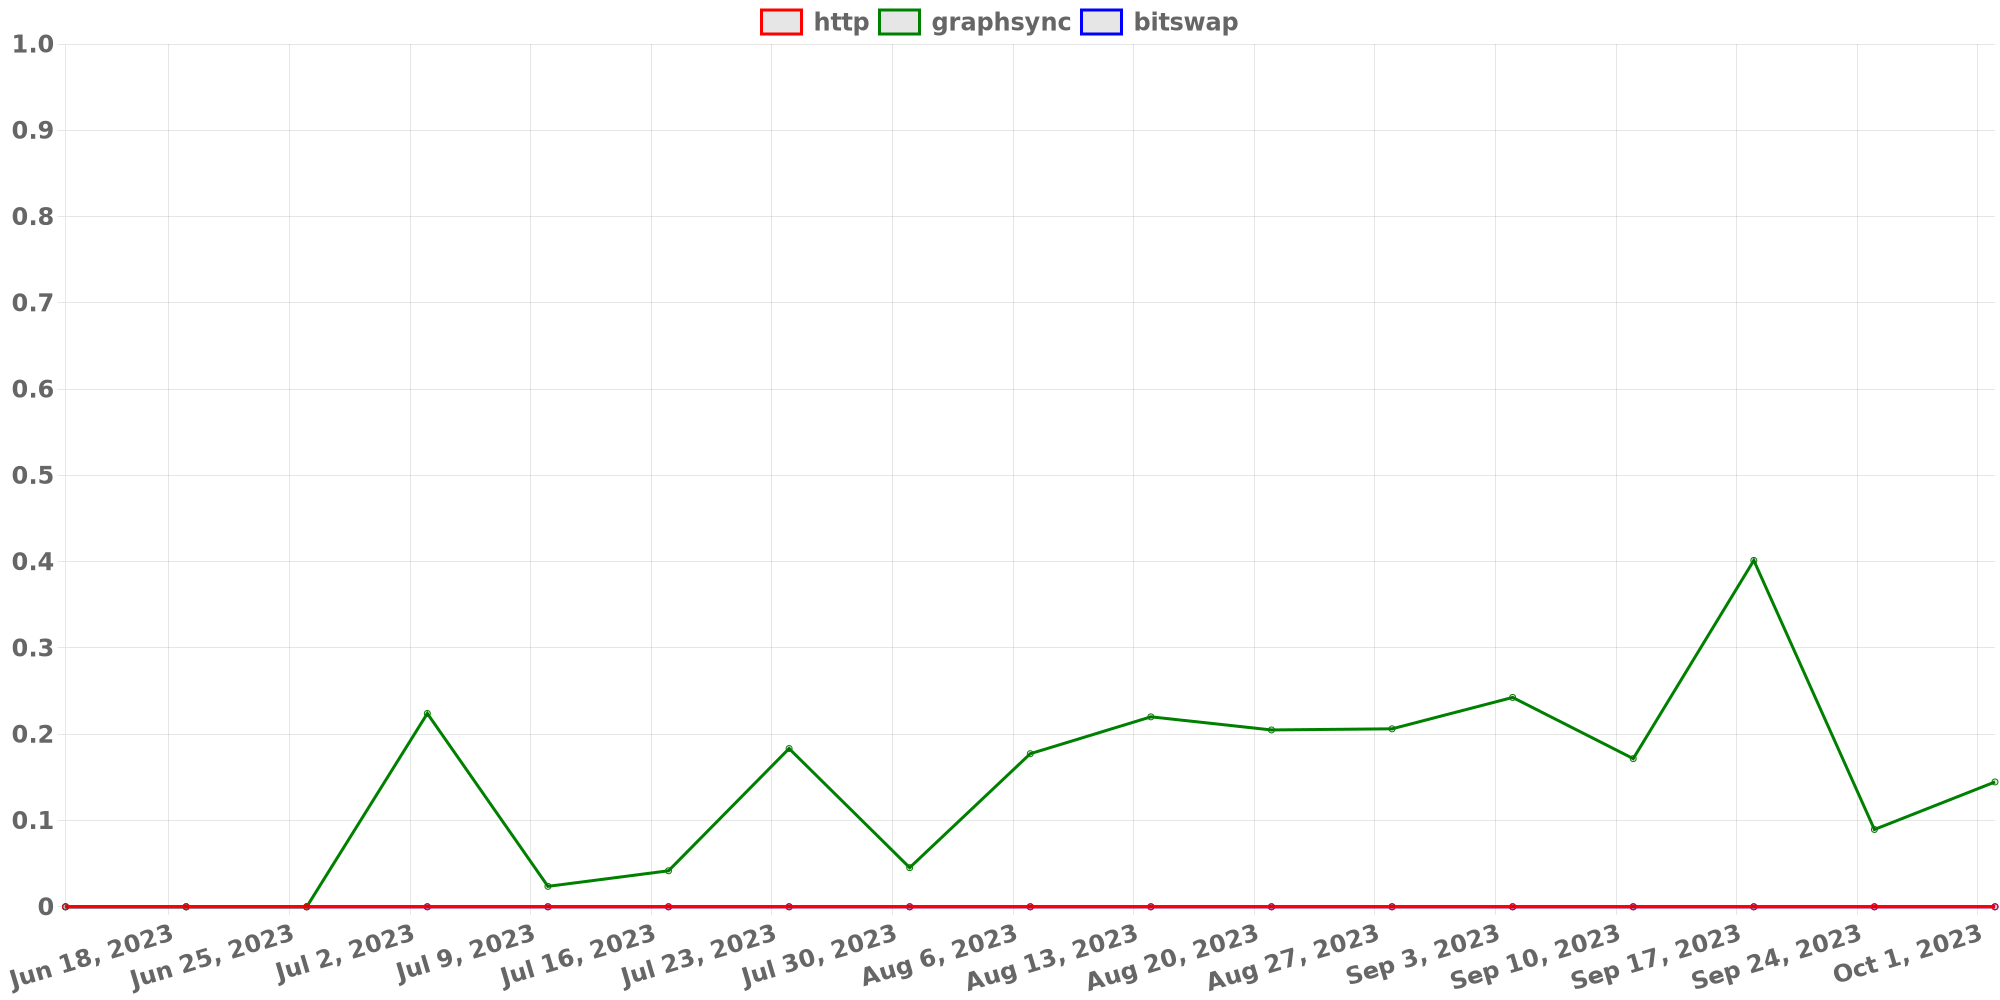 http graphsync bitswap
1.0
0.9
0.8
0.7
0.6
0.5
0.4
0.3
0.2
0.1
0
Jun 18, 2023
Jun 25, 2023
Jul 2, 2023
Jul 9, 2023
Jul 16, 2023
Jul 23, 2023
Jul 30, 2023
Aug 6, 2023
Aug 13, 2023
Aug 20, 2023
Aug 27, 2023
Sep 3, 2023
Sep 10, 2023
Sep 17, 2023
Sep 24, 2023
Oct 1, 2023